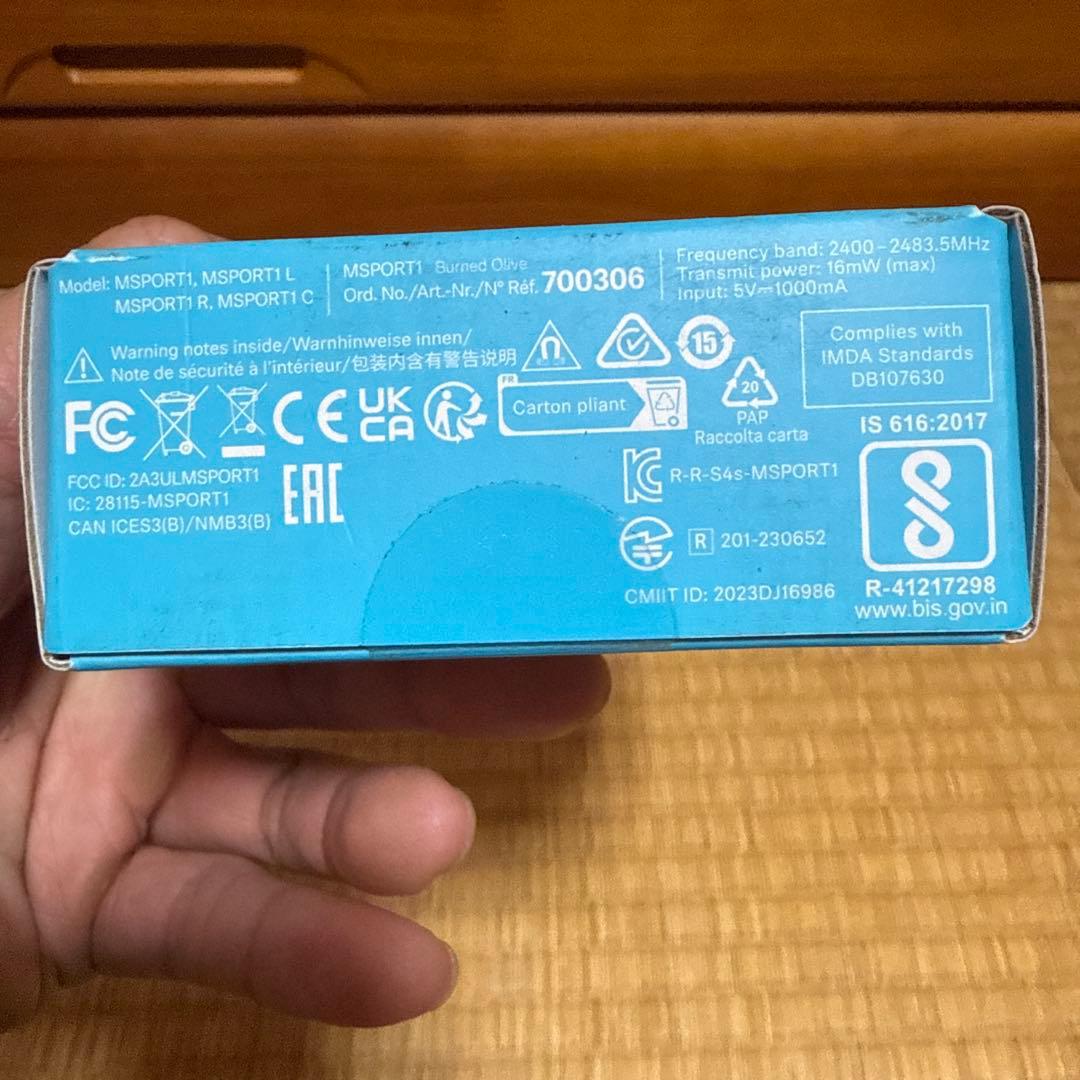 Model: MSPORT1, MSPORT1 L
MSPORT1 R, MSPORT1 C
MSPORT1 Burned Olive
Ord. No./Art.-Nr./N° Réf. 700306
Frequency band: 2400–2483.5MHz
Transmit power: 16mW (max)
Input: 5V⎓1000mA
Warning notes inside/Warnhinweise innen/
Note de sécurité à l'intérieur/包装内含有警告说明
15
Complies with
IMDA Standards
DB107630
FC
CE
UK
CA
FR
Carton pliant
20
PAP
Raccolta carta
IS 616:2017
FCC ID: 2A3ULMSPORT1
IC: 28115-MSPORT1
CAN ICES3(B)/NMB3(B)
EAC
R-R-S4s-MSPORT1
R 201-230652
CMIIT ID: 2023DJ16986
R-41217298
www.bis.gov.in